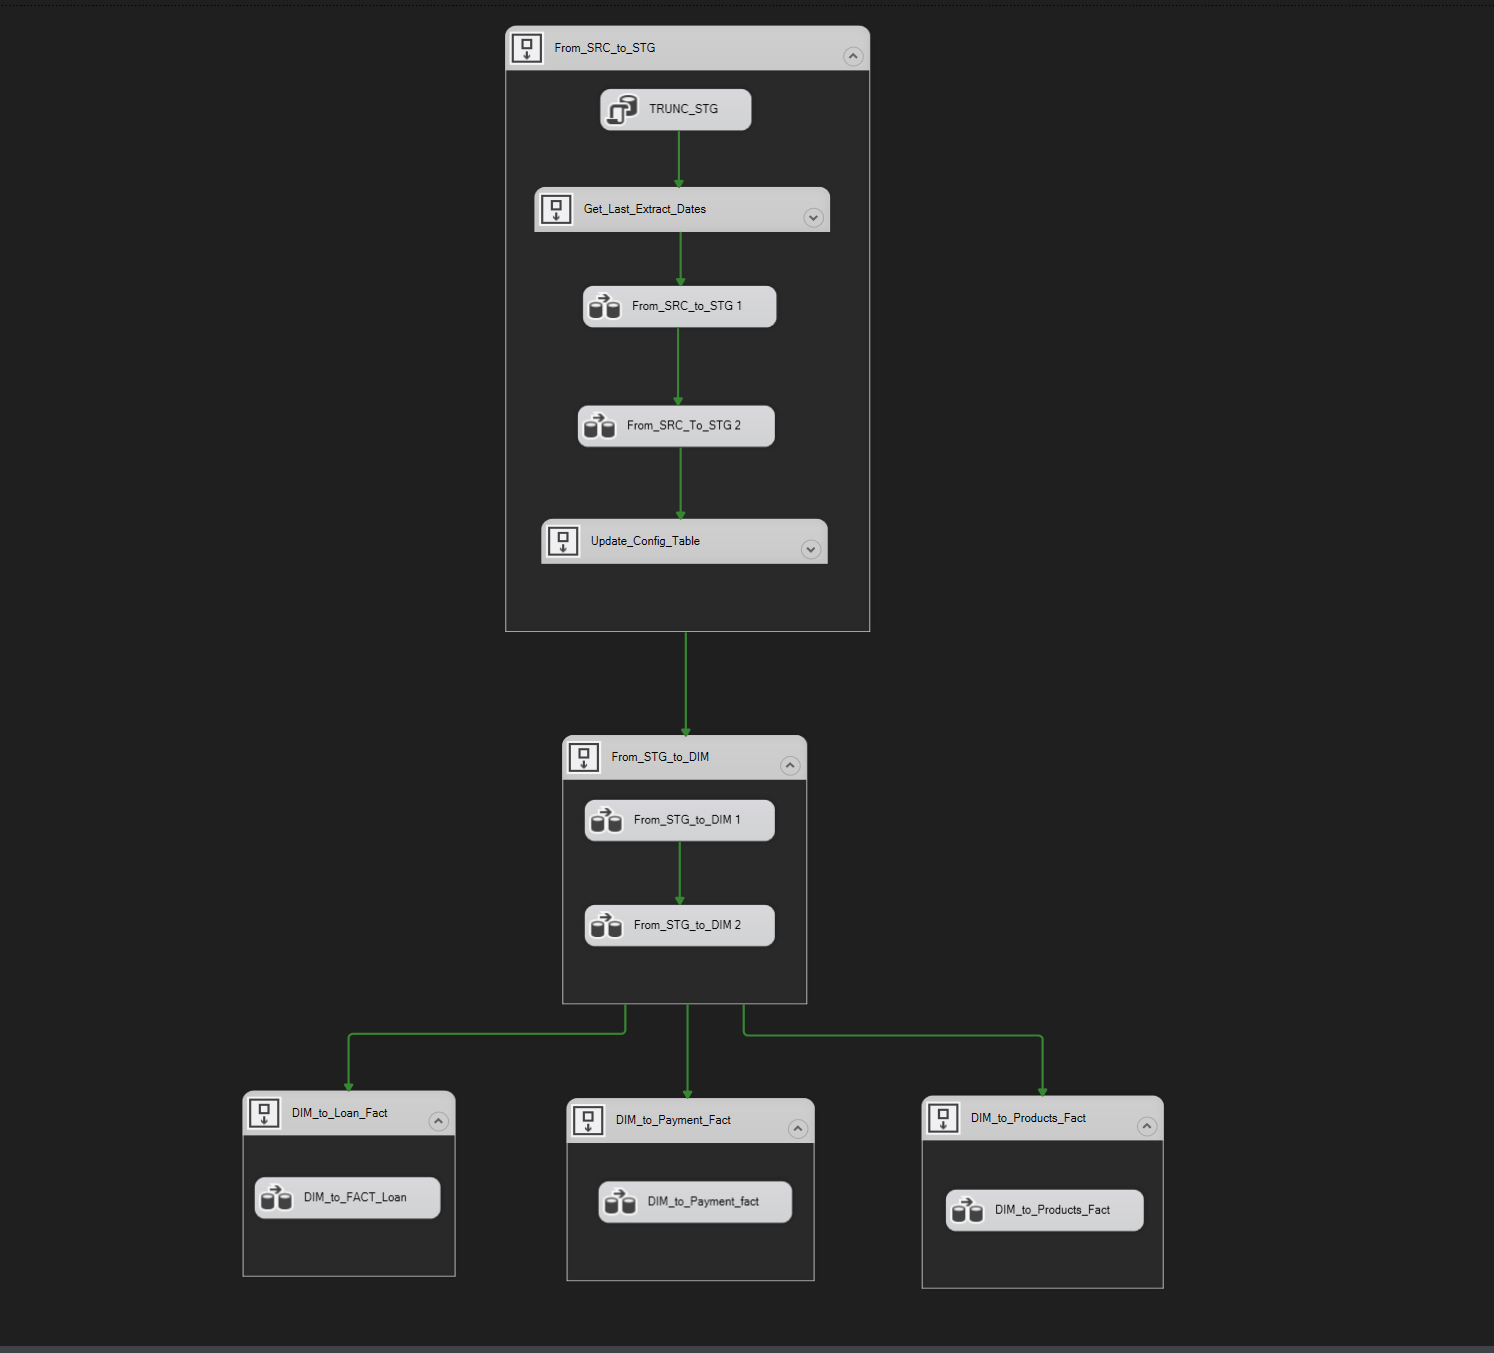 From_SRC_to_STG
TRUNC_STG
Get_Last_Extract_Dates
From_SRC_to_STG 1
From_SRC_To_STG 2
Update_Config_Table
From_STG_to_DIM
From_STG_to_DIM 1
From_STG_to_DIM 2
DIM_to_Loan_Fact
DIM_to_FACT_Loan
DIM_to_Payment_Fact
DIM_to_Payment_fact
DIM_to_Products_Fact
DIM_to_Products_Fact